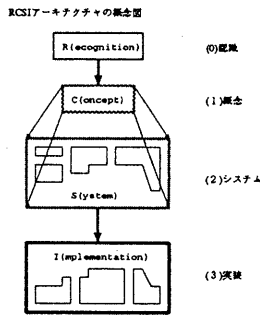 RCSIアーキテクチャの概念図
R(ecognition) (0)認識
C(oncept) (1)概念
S(ystem) (2)システム
I(mplementation) (3)実装